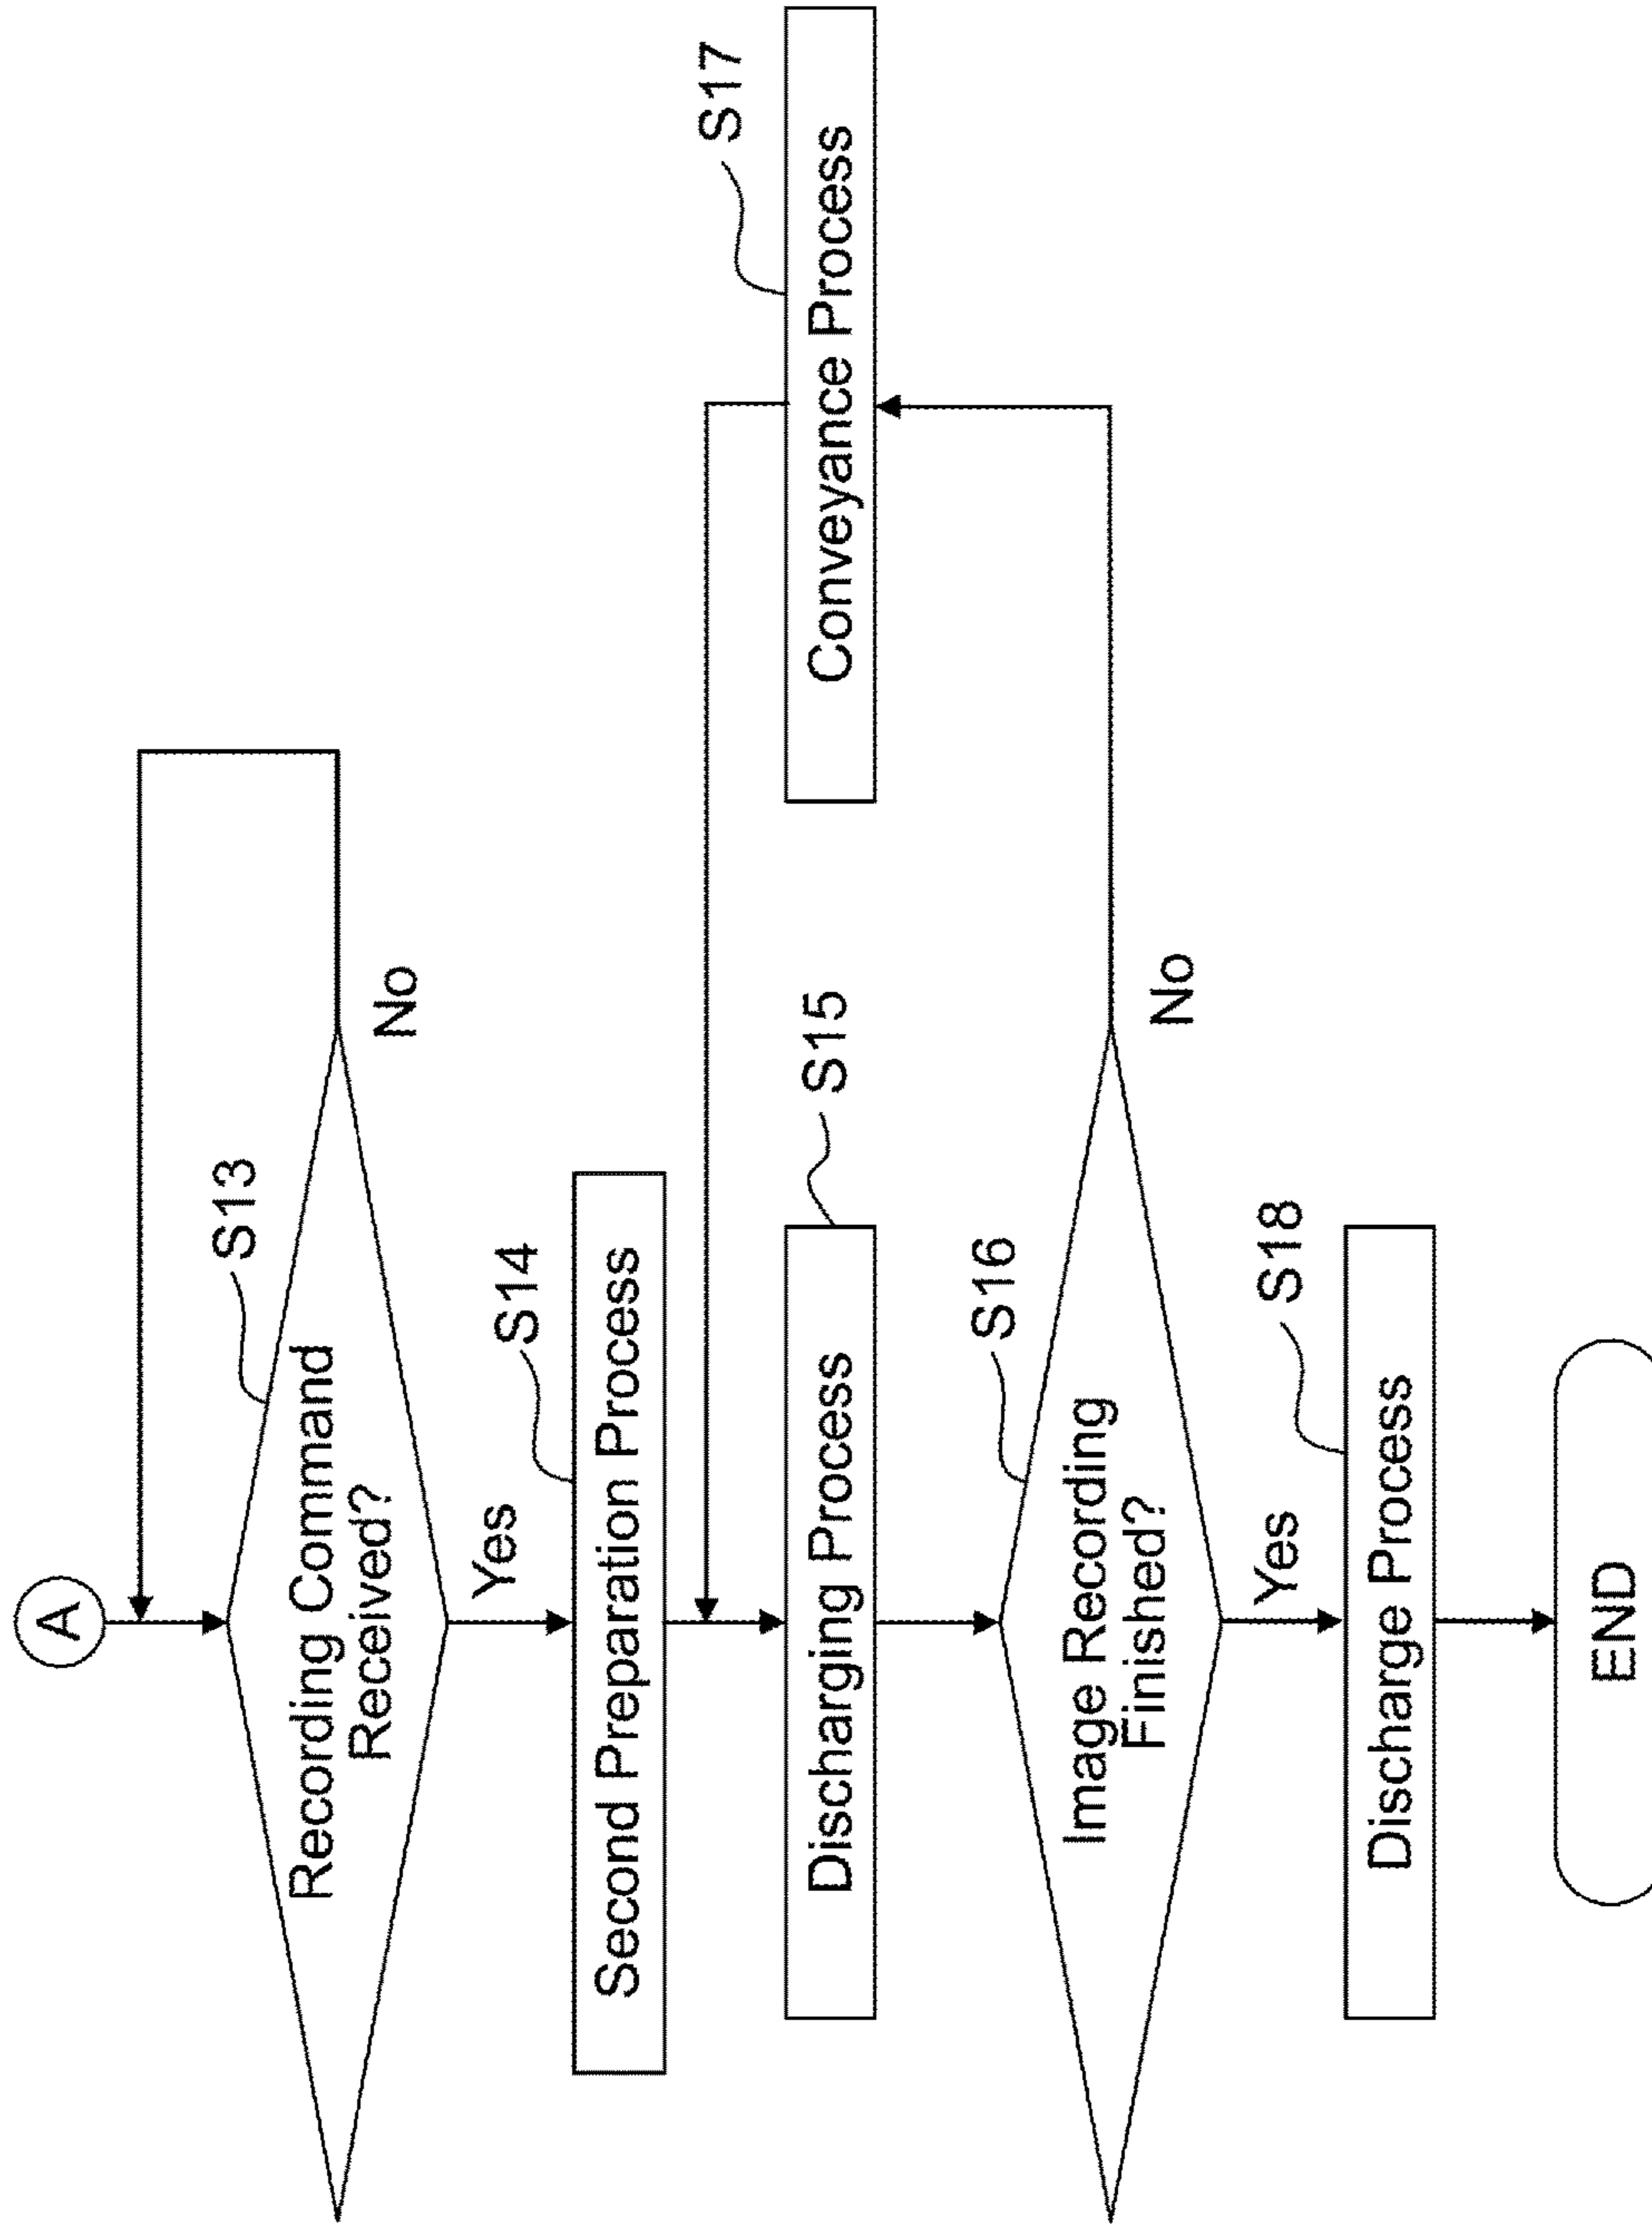 A
S13
Recording Command
Received?
No
Yes
S14
Second Preparation Process
S15
Discharging Process
S17
Conveyance Process
S16
Image Recording
Finished?
No
Yes
S18
Discharge Process
END